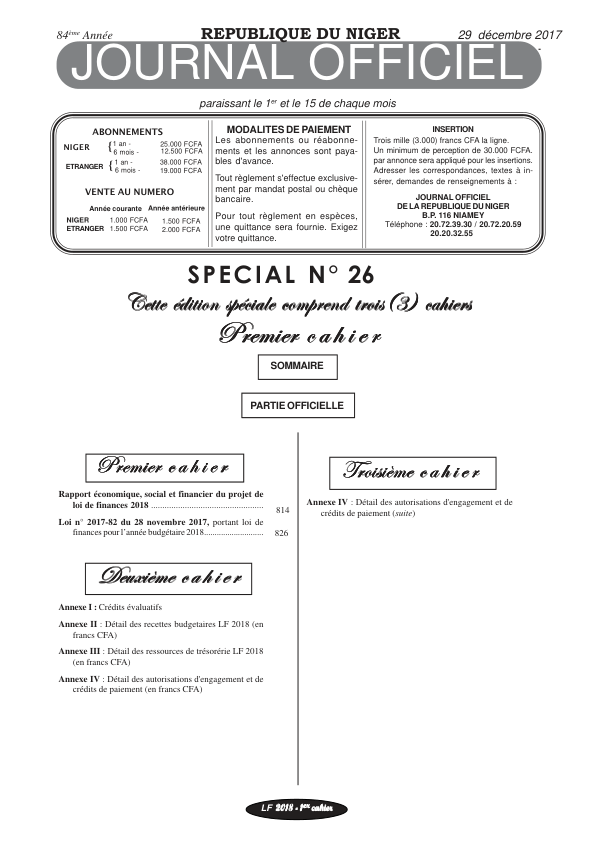 84ème Année
REPUBLIQUE DU NIGER
29 décembre 2017
-
JOURNAL OFFICIEL
paraissant le 1er et le 15 de chaque mois
ABONNEMENTS
NIGER { 1 an - 25.000 FCFA
6 mois - 12.500 FCFA
ETRANGER { 1 an - 38.000 FCFA
6 mois - 19.000 FCFA
VENTE AU NUMERO
Année courante Année antérieure
NIGER 1.000 FCFA 1.500 FCFA
ETRANGER 1.500 FCFA 2.000 FCFA
MODALITES DE PAIEMENT
Les abonnements ou réabonne-
ments et les annonces sont paya-
bles d'avance.
Tout règlement s'effectue exclusive-
ment par mandat postal ou chèque
bancaire.
Pour tout règlement en espèces,
une quittance sera fournie. Exigez
votre quittance.
INSERTION
Trois mille (3.000) francs CFA la ligne.
Un minimum de perception de 30.000 FCFA.
par annonce sera appliqué pour les insertions.
Adresser les correspondances, textes à in-
sérer, demandes de renseignements à :
JOURNAL OFFICIEL
DE LA REPUBLIQUE DU NIGER
B.P. 116 NIAMEY
Téléphone : 20.72.39.30 / 20.72.20.59
20.20.32.55
SPECIAL N° 26
Cette édition spéciale comprend trois (3) cahiers
Premier cahier
SOMMAIRE
PARTIE OFFICIELLE
Premier cahier
Rapport économique, social et financier du projet de
loi de finances 2018 ............................................. 814
Loi n° 2017-82 du 28 novembre 2017, portant loi de
finances pour l'année budgétaire 2018........................... 826
Deuxième cahier
Annexe I : Crédits évaluatifs
Annexe II : Détail des recettes budgetaires LF 2018 (en
francs CFA)
Annexe III : Détail des ressources de trésorérie LF 2018
(en francs CFA)
Annexe IV : Détail des autorisations d'engagement et de
crédits de paiement (en francs CFA)
Troisième cahier
Annexe IV : Détail des autorisations d'engagement et de
crédits de paiement (suite)
LF 2018 - 1er cahier